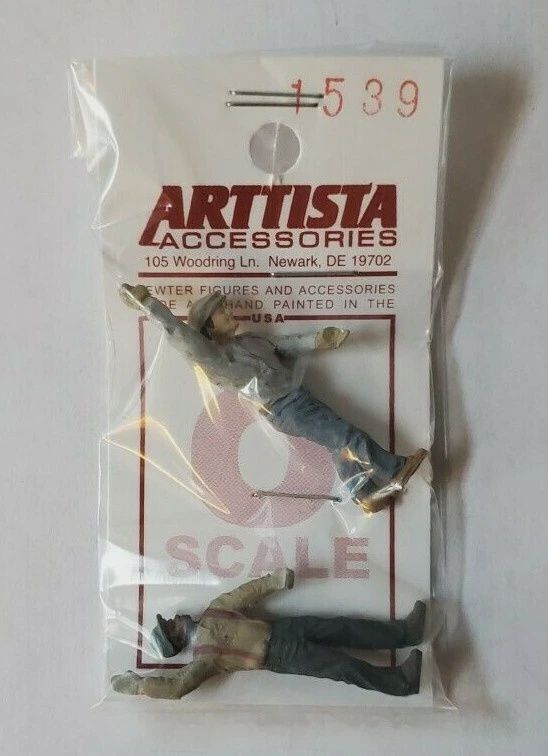 1539
ARTTISTA
ACCESSORIES
105 Woodring Ln. Newark, DE 19702
EWTER FIGURES AND ACCESSORIES
HAND PAINTED IN THE
USA
O
SCALE